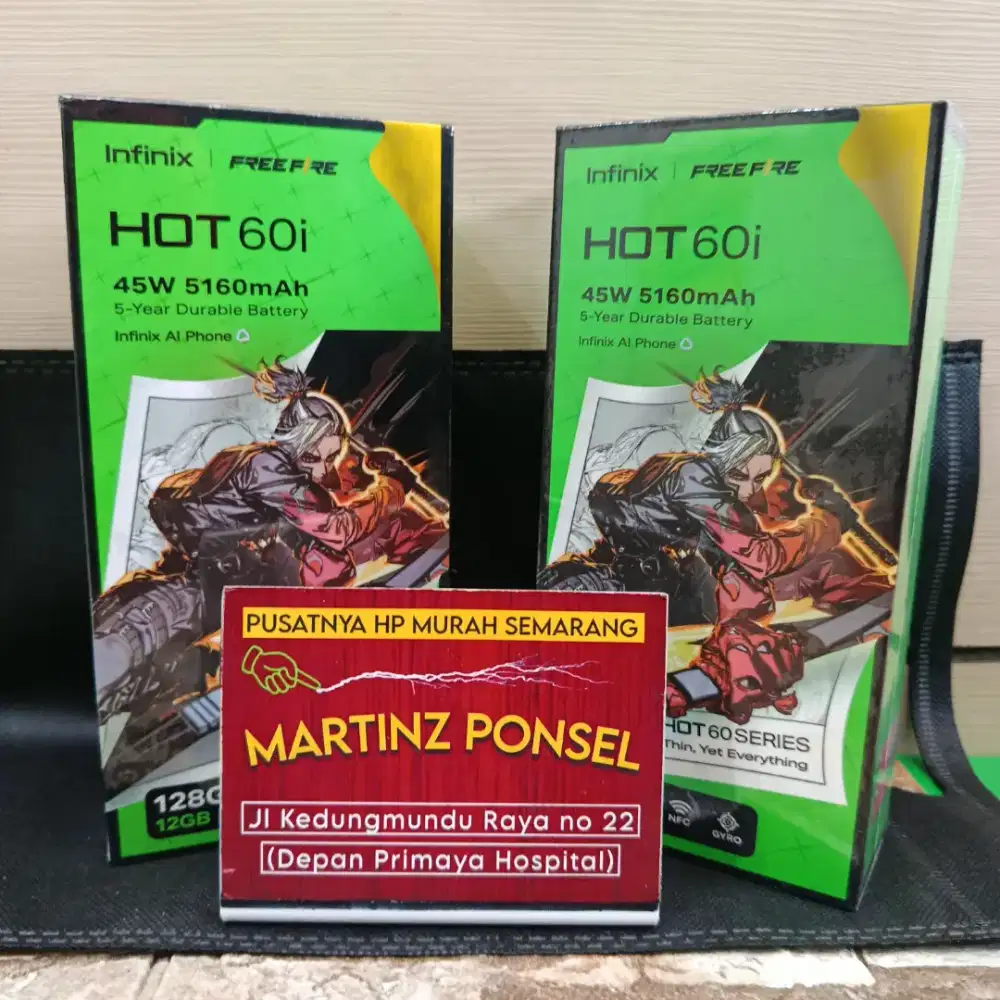 Infinix | FREE FIRE
HOT 60i
45W 5160mAh
5-Year Durable Battery
Infinix AI Phone
12GB
Infinix | FREE FIRE
HOT 60i
45W 5160mAh
5-Year Durable Battery
Infinix AI Phone
HOT 60 SERIES
Thin, Yet Everything
NFC
GYRO
PUSATNYA HP MURAH SEMARANG
MARTINZ PONSEL
Jl Kedungmundu Raya no 22
(Depan Primaya Hospital)